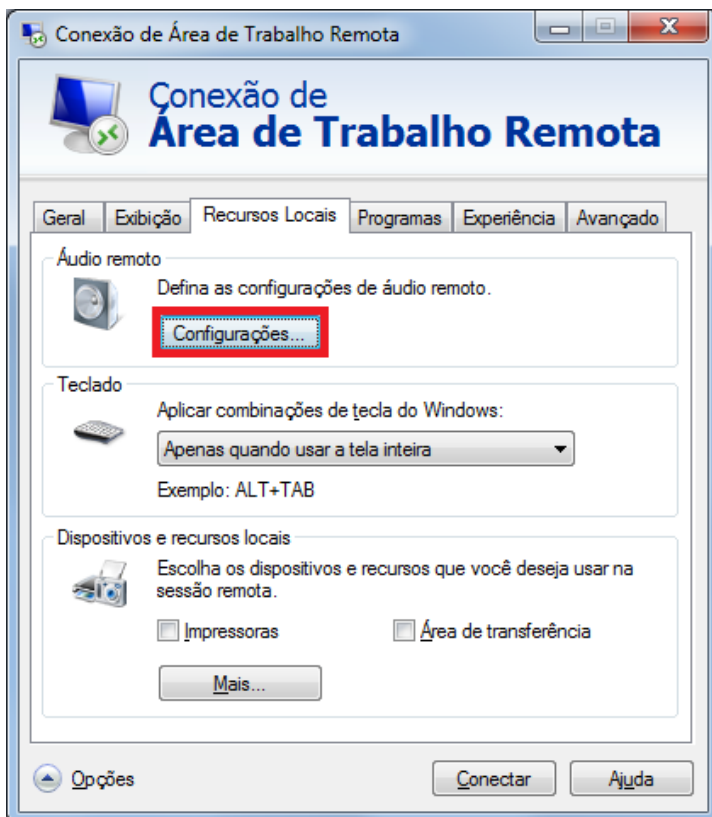 Conexão de Área de Trabalho Remota
Conexão de
Área de Trabalho Remota
Geral Exibição Recursos Locais Programas Experiência Avançado
Áudio remoto
Defina as configurações de áudio remoto.
Configurações...
Teclado
Aplicar combinações de tecla do Windows:
Apenas quando usar a tela inteira
Exemplo: ALT+TAB
Dispositivos e recursos locais
Escolha os dispositivos e recursos que você deseja usar na
sessão remota.
Impressoras Área de transferência
Mais...
Opções Conectar Ajuda